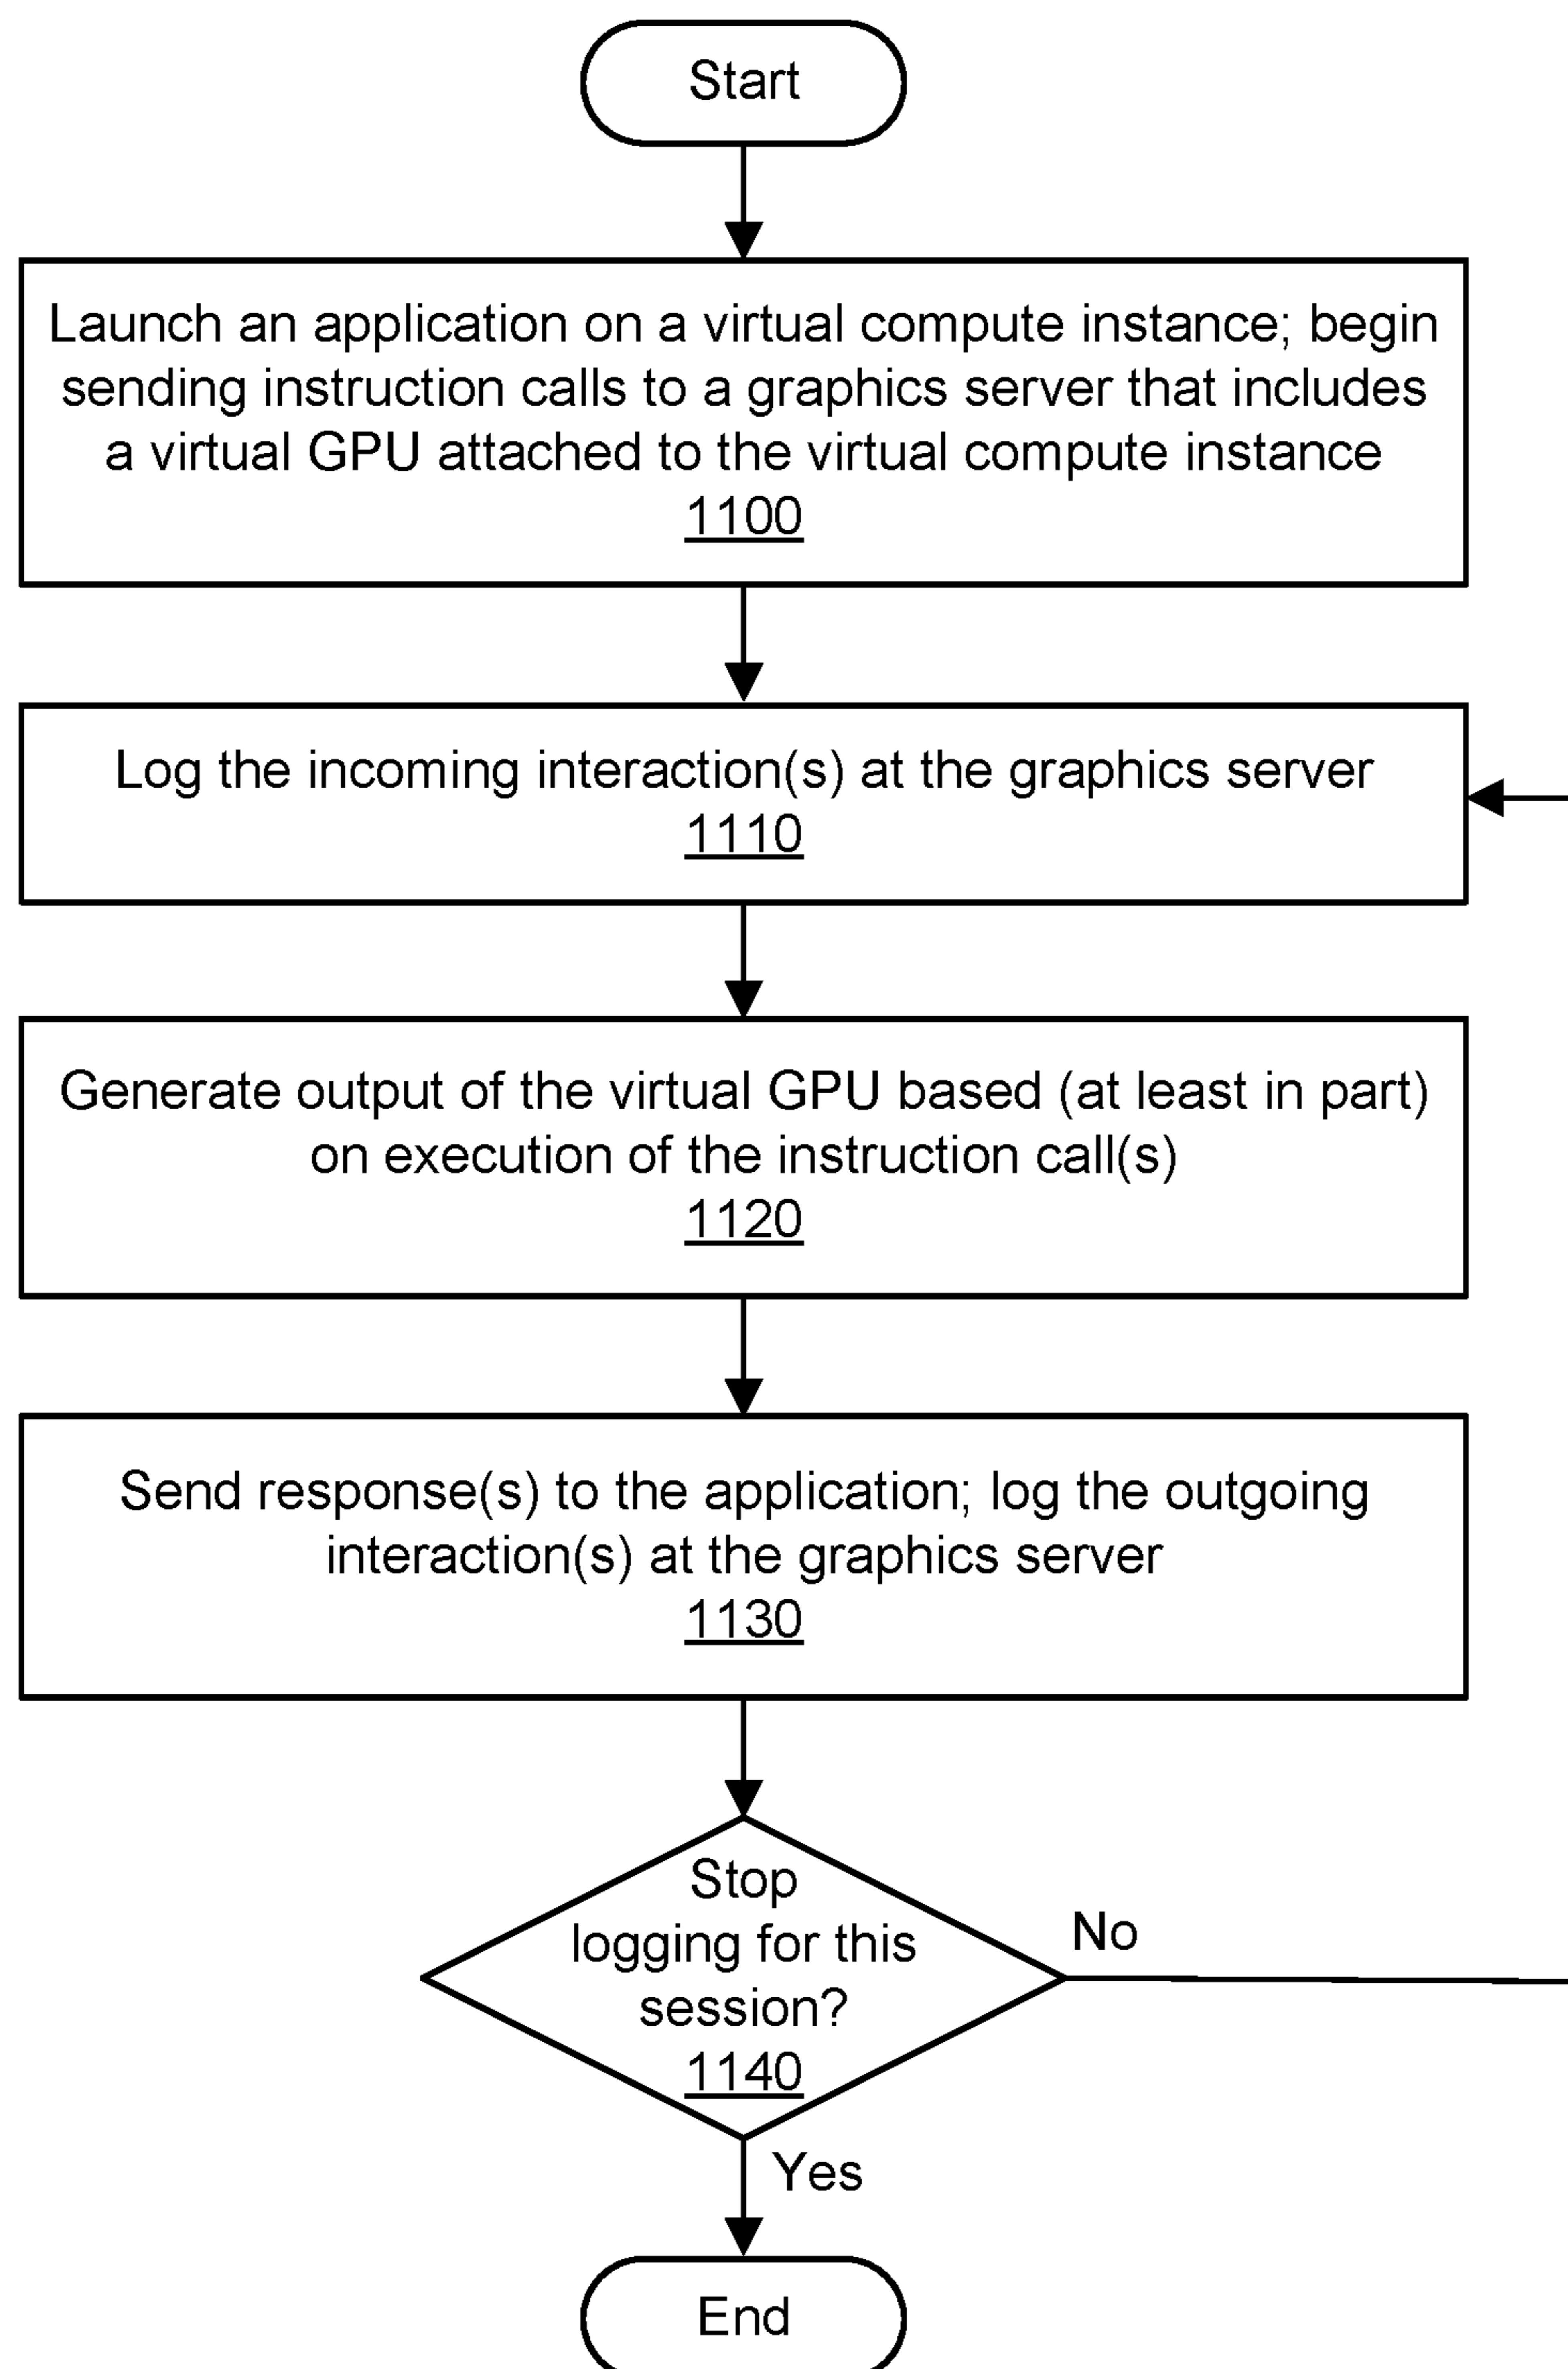 Start
Launch an application on a virtual compute instance; begin
sending instruction calls to a graphics server that includes
a virtual GPU attached to the virtual compute instance
1100
Log the incoming interaction(s) at the graphics server
1110
Generate output of the virtual GPU based (at least in part)
on execution of the instruction call(s)
1120
Send response(s) to the application; log the outgoing
interaction(s) at the graphics server
1130
Stop
logging for this
session?
1140
No
Yes
End